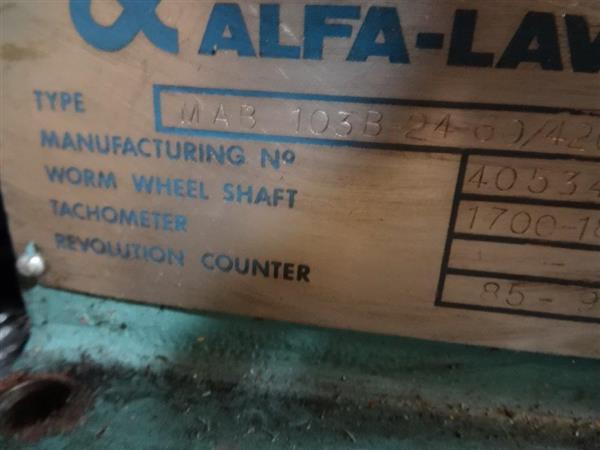 ALFA-LAV
TYPE MAB 103B-24-60/420
MANUFACTURING Nº 40534
WORM WHEEL SHAFT 1700-18
TACHOMETER -
REVOLUTION COUNTER 85-9